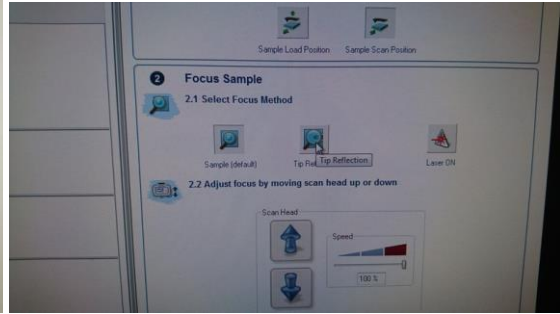 Sample Load Position Sample Scan Position
2 Focus Sample
2.1 Select Focus Method
Sample (default) Tip Reflection Laser ON
2.2 Adjust focus by moving scan head up or down
Scan Head
Speed
100 %